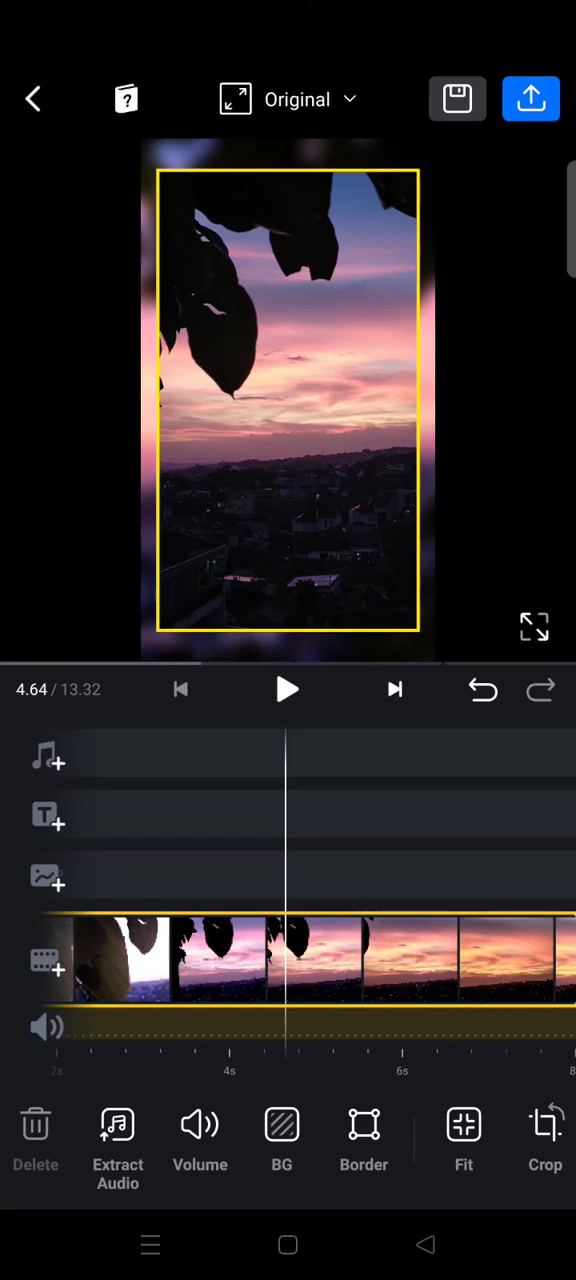 Original
4.64 / 13.32
T
2s
4s
6s
8
Delete
Extract Audio
Volume
BG
Border
Fit
Crop